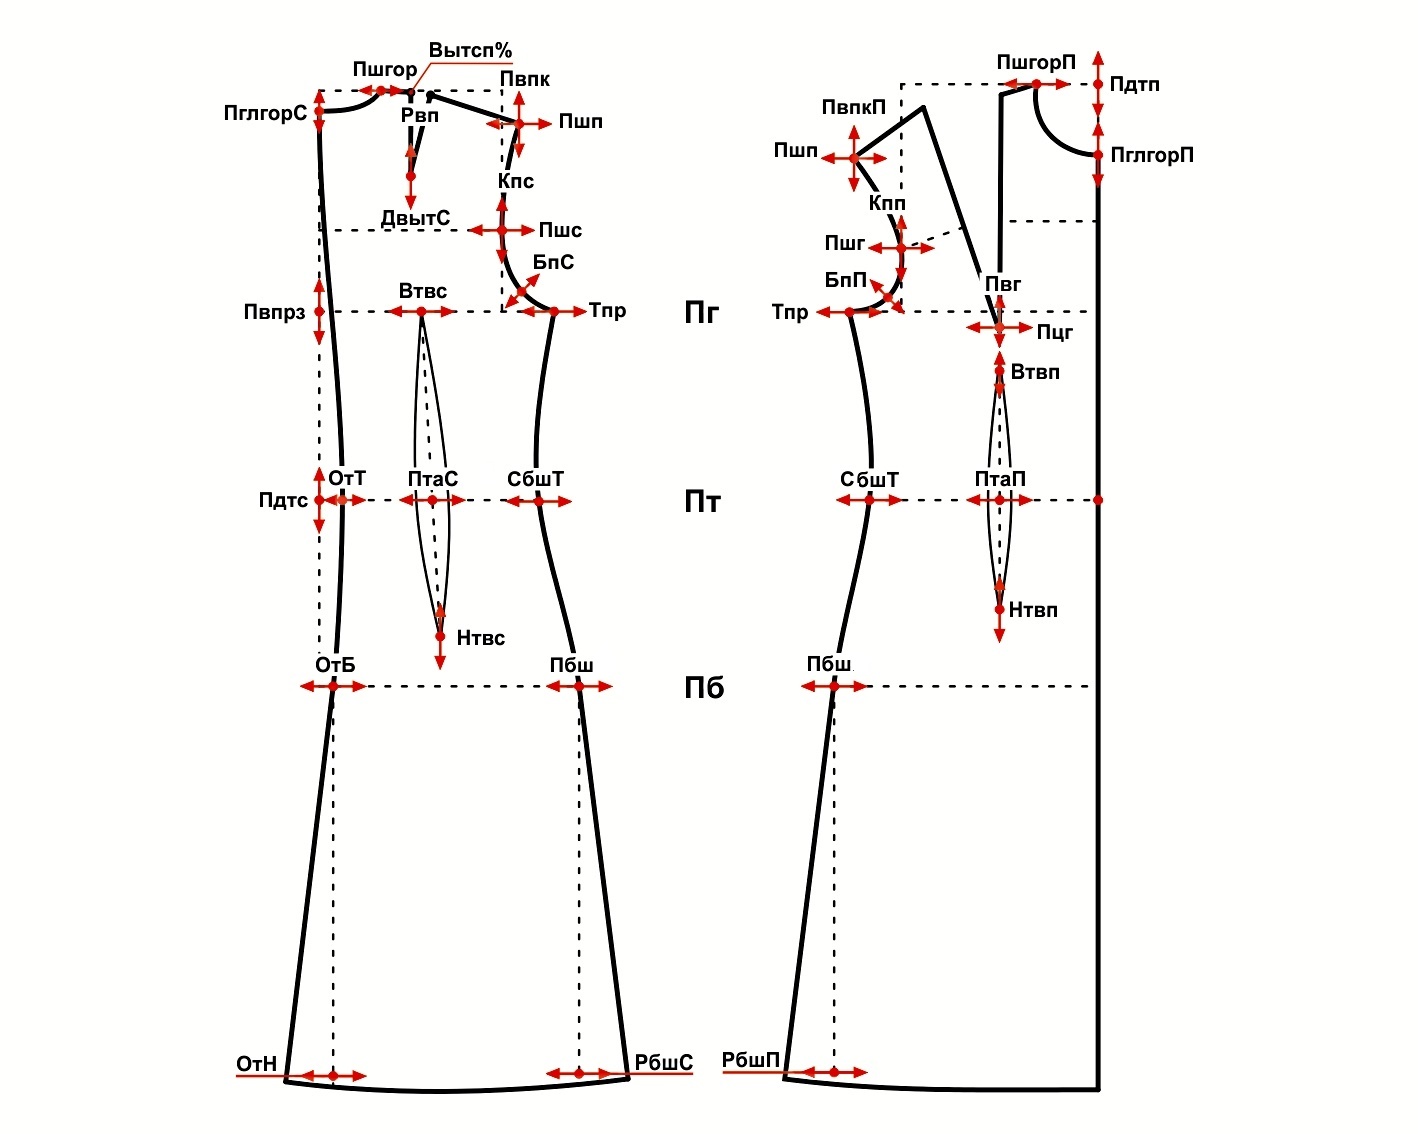 Вытсп%
Пшгор
Пвпк
ПглгорС
Рвп
Пшп
Кпс
ДвытС
Пшс
БпС
Втвс
Пвпрз
Тпр
ОтТ
ПтаС
СбшТ
Пдтс
Нтвс
ОтБ
Пбш
ОтН
РбшС
Пг
Пт
Пб
ПшгорП
Пдтп
ПвпкП
Пшп
ПглгорП
Кпп
Пшг
БпП
Пвг
Тпр
Пцг
Втвп
СбшТ
ПтаП
Нтвп
Пбш
РбшП